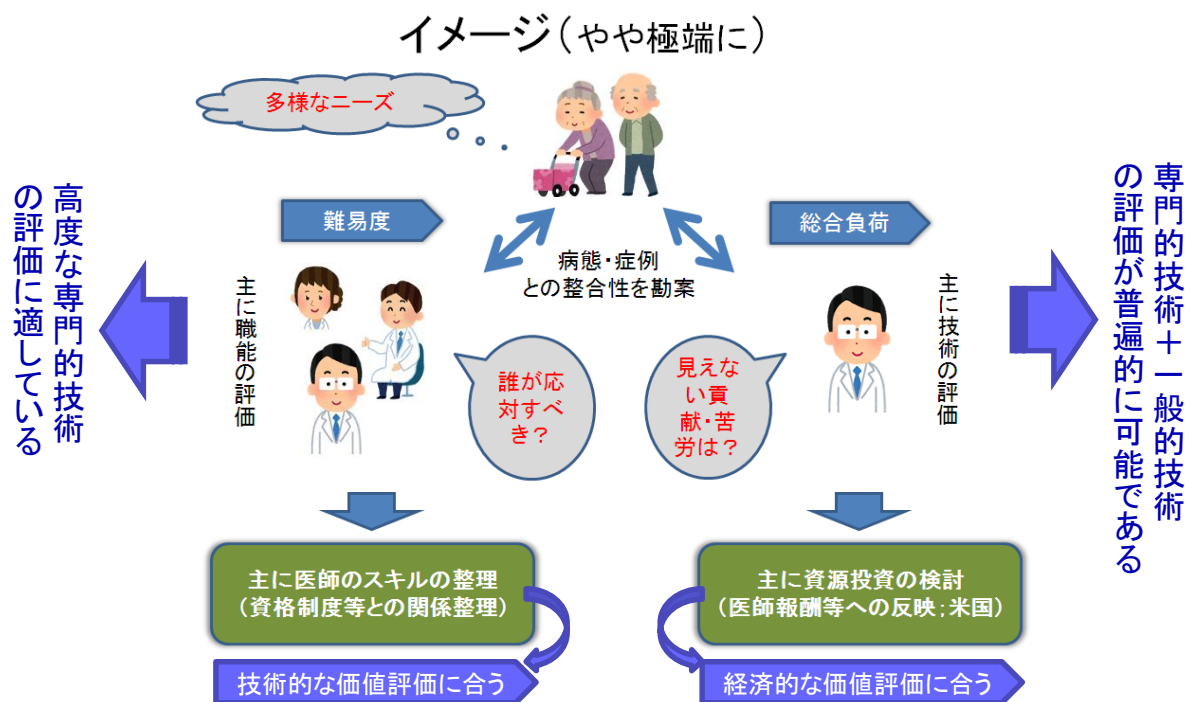 イメージ(やや極端に)
多様なニーズ
高度な専門的技術
の評価に適している
難易度
主に職能の評価
病態・症例
との整合性を勘案
総合負荷
主に技術の評価
専門的技術+一般的技術
の評価が普遍的に可能である
誰が応
対すべ
き?
見えな
い貢
献・苦
労は?
主に医師のスキルの整理
(資格制度等との関係整理)
技術的な価値評価に合う
主に資源投資の検討
(医師報酬等への反映;米国)
経済的な価値評価に合う